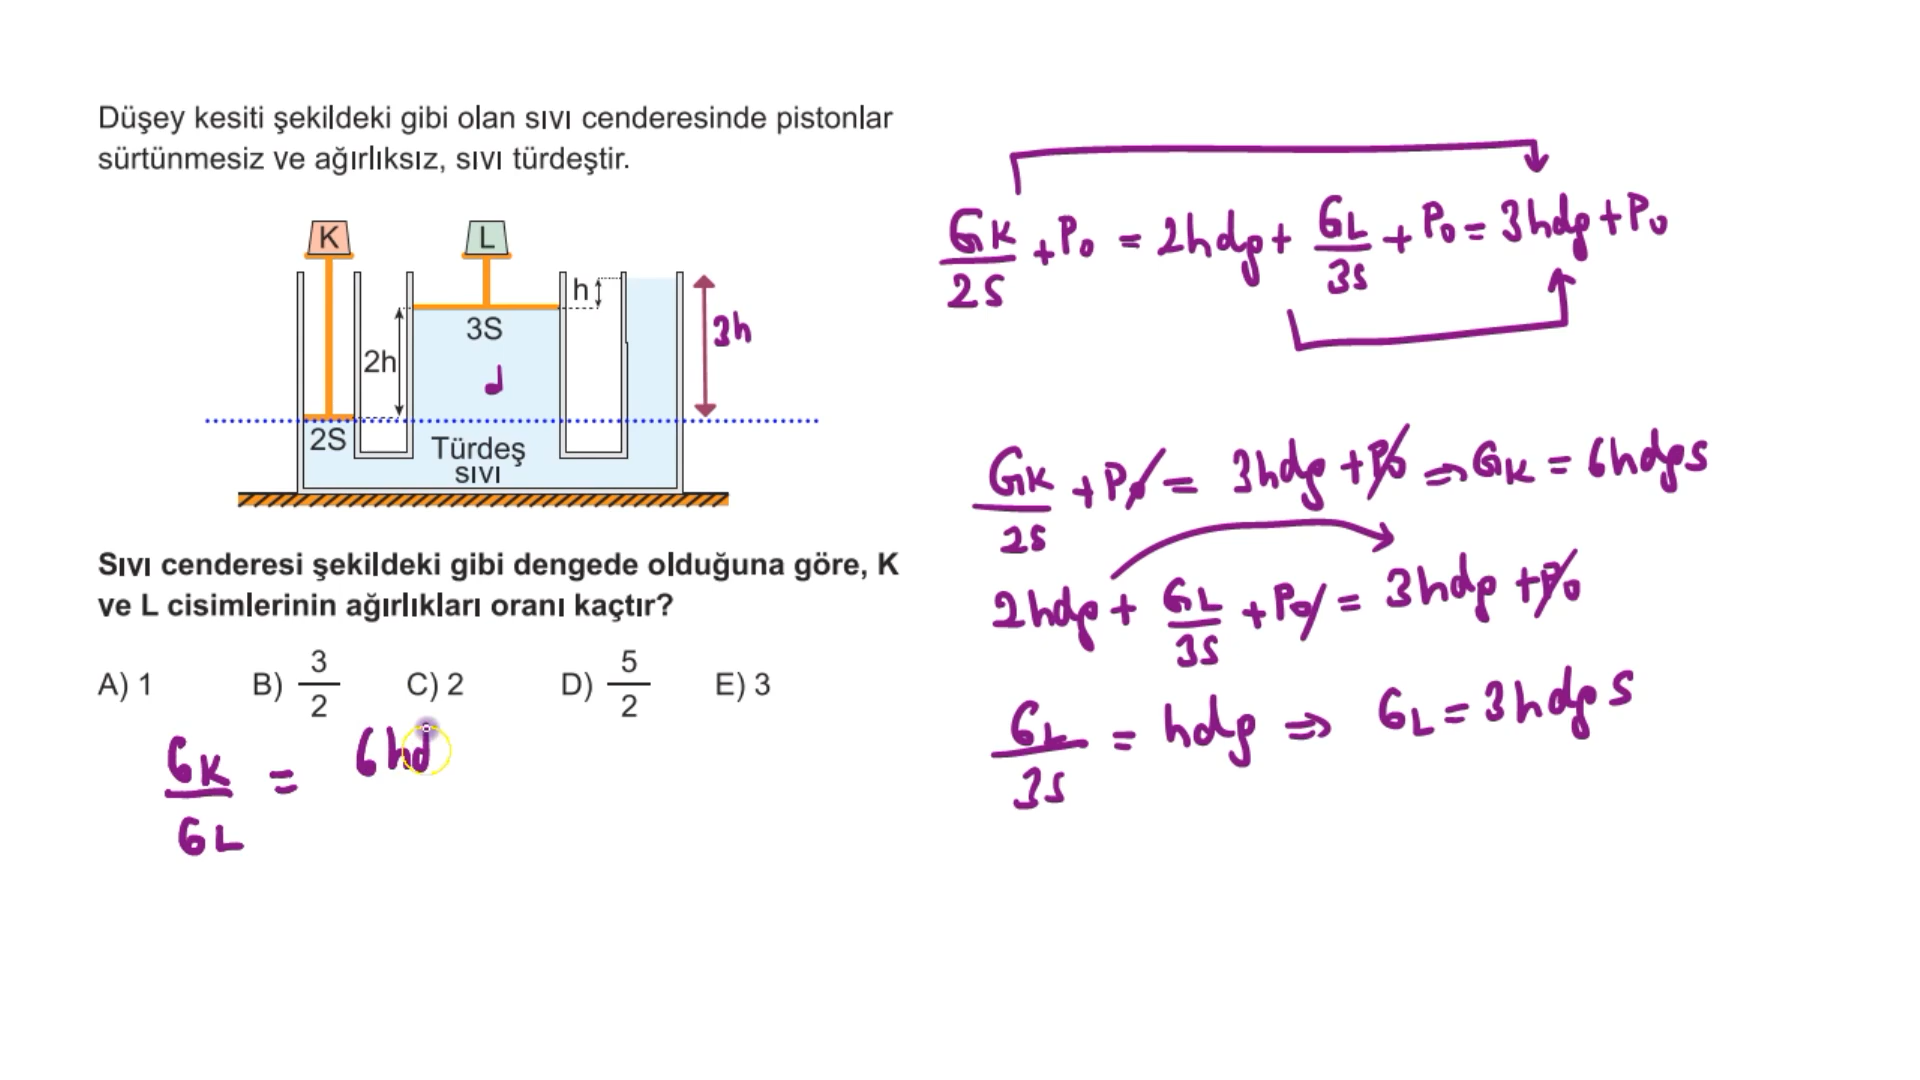 Düşey kesiti şekildeki gibi olan sıvı cenderesinde pistonlar
sürtünmesiz ve ağırlıksız, sıvı türdeştir.
K
L
h
3S
2h
3h
d
2S
Türdeş
sıvı
GK/2S + P0 = 2hdg + GL/3S + P0 = 3hdg + P0
GK/2S + P0 = 3hdg + P0 ⇒ GK = 6hdgS
2hdg + GL/3S + P0 = 3hdg + P0
GL/3S = hdg ⇒ GL = 3hdgS
Sıvı cenderesi şekildeki gibi dengede olduğuna göre, K
ve L cisimlerinin ağırlıkları oranı kaçtır?
A) 1 B) 3/2 C) 2 D) 5/2 E) 3
GK/GL = 6hd